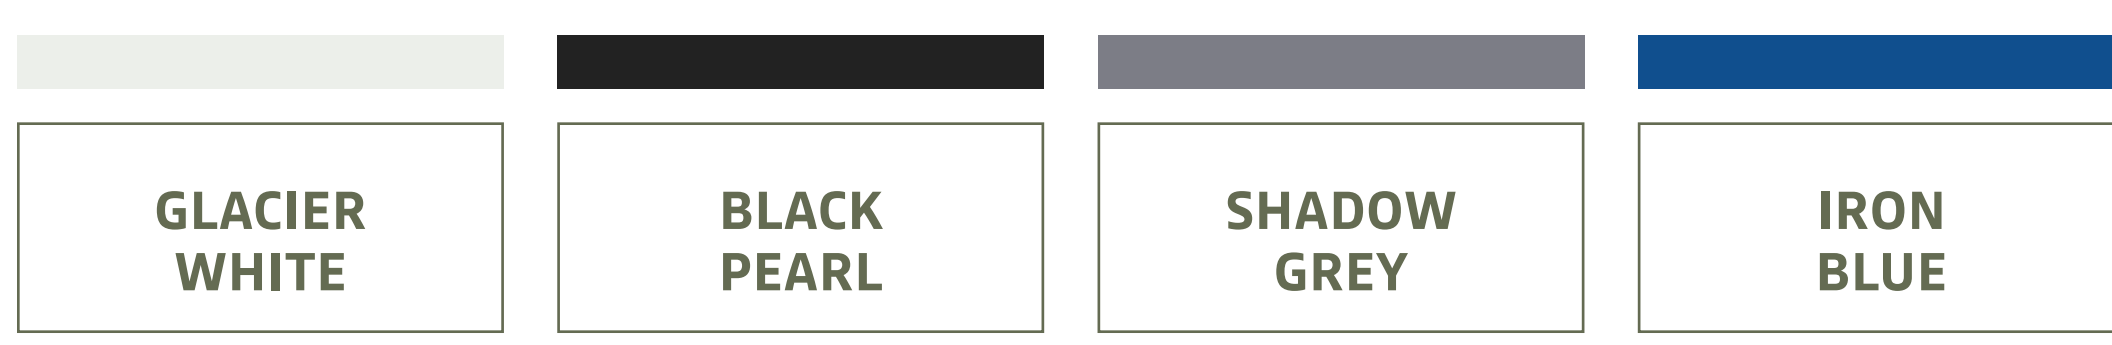 GLACIER
WHITE
BLACK
PEARL
SHADOW
GREY
IRON
BLUE